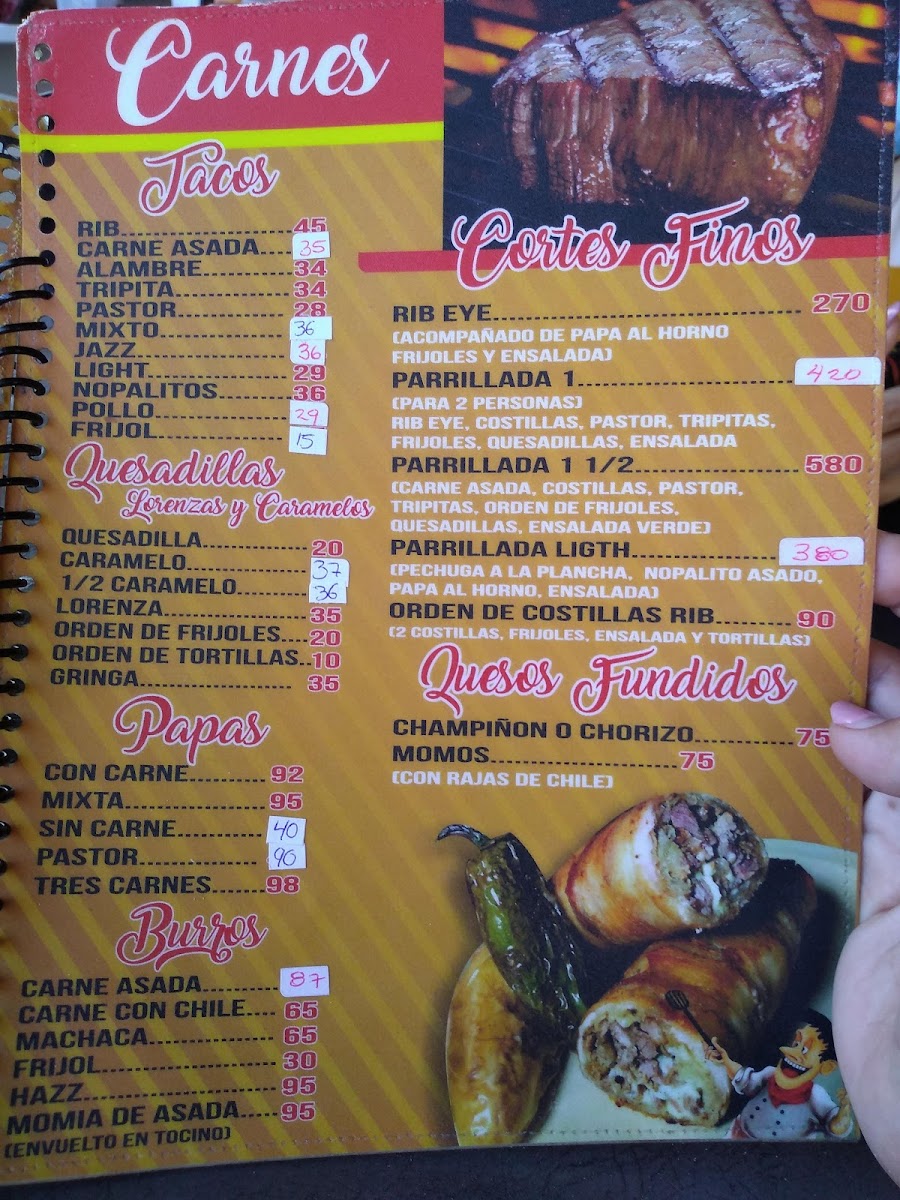 Carnes
Tacos
RIB 45
CARNE ASADA 35
ALAMBRE 34
TRIPITA 34
PASTOR 28
MIXTO 36
JAZZ 36
LIGHT 29
NOPALITOS 36
POLLO 29
FRIJOL 15
Quesadillas
Lorenzas y Caramelos
QUESADILLA 20
CARAMELO 37
1/2 CARAMELO 36
LORENZA 35
ORDEN DE FRIJOLES 20
ORDEN DE TORTILLAS 10
GRINGA 35
Papas
CON CARNE 92
MIXTA 95
SIN CARNE 40
PASTOR 90
TRES CARNES 98
Burros
CARNE ASADA 87
CARNE CON CHILE 65
MACHACA 65
FRIJOL 30
HAZZ 95
MOMIA DE ASADA 95
(ENVUELTO EN TOCINO)
Cortes Finos
RIB EYE 270
(ACOMPAÑADO DE PAPA AL HORNO
FRIJOLES Y ENSALADA)
PARRILLADA 1 420
(PARA 2 PERSONAS)
RIB EYE, COSTILLAS, PASTOR, TRIPITAS,
FRIJOLES, QUESADILLAS, ENSALADA
PARRILLADA 1 1/2 580
(CARNE ASADA, COSTILLAS, PASTOR,
TRIPITAS, ORDEN DE FRIJOLES,
QUESADILLAS, ENSALADA VERDE)
PARRILLADA LIGTH 380
(PECHUGA A LA PLANCHA, NOPALITO ASADO,
PAPA AL HORNO, ENSALADA)
ORDEN DE COSTILLAS RIB 90
(2 COSTILLAS, FRIJOLES, ENSALADA Y TORTILLAS)
Quesos Fundidos
CHAMPIÑON O CHORIZO 75
MOMOS 75
(CON RAJAS DE CHILE)